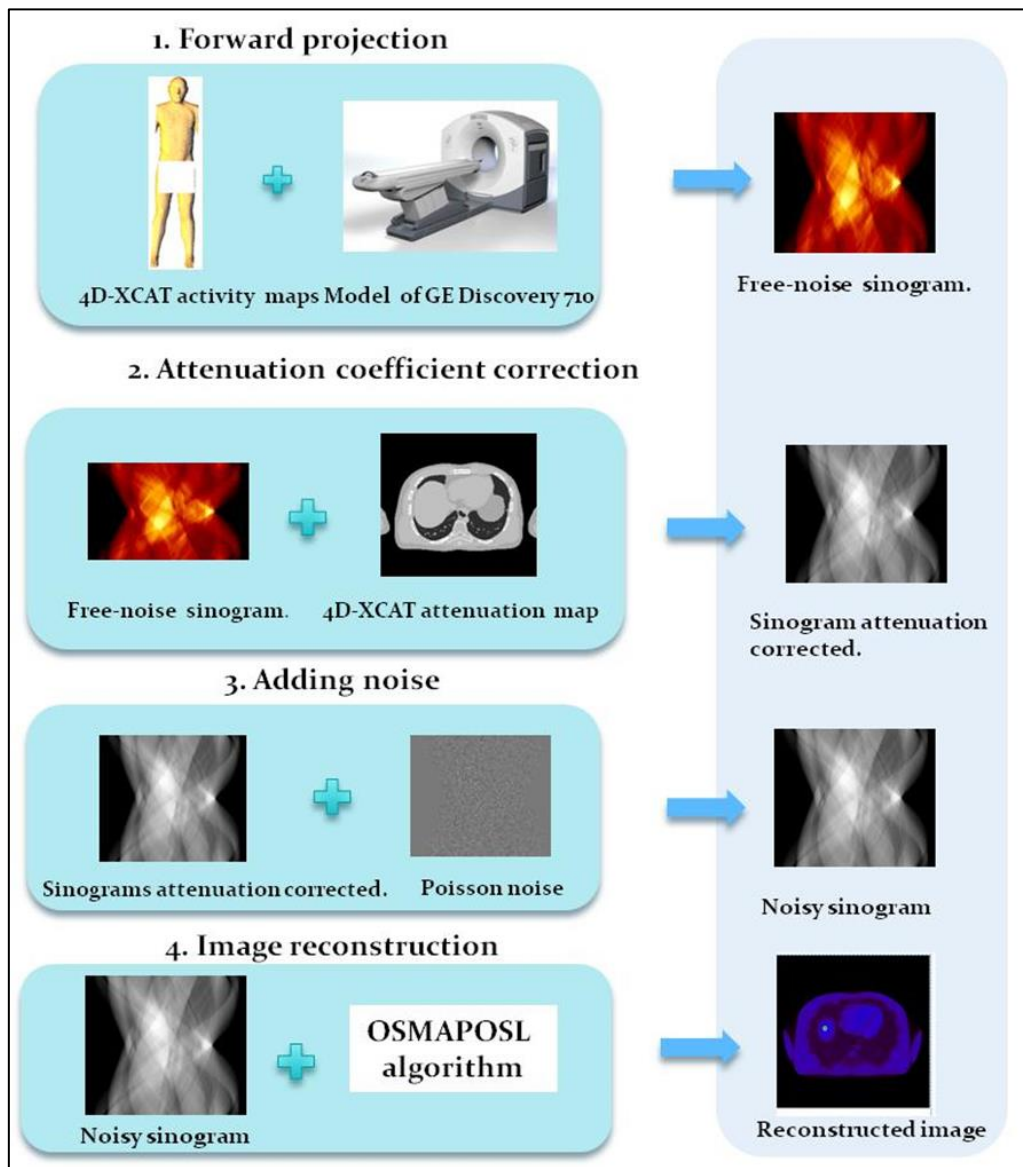 1. Forward projection
4D-XCAT activity maps Model of GE Discovery 710
Free-noise sinogram.
2. Attenuation coefficient correction
Free-noise sinogram.
4D-XCAT attenuation map
Sinogram attenuation
corrected.
3. Adding noise
Sinograms attenuation corrected.
Poisson noise
Noisy sinogram
4. Image reconstruction
OSMAPOSL
algorithm
Noisy sinogram
Reconstructed image